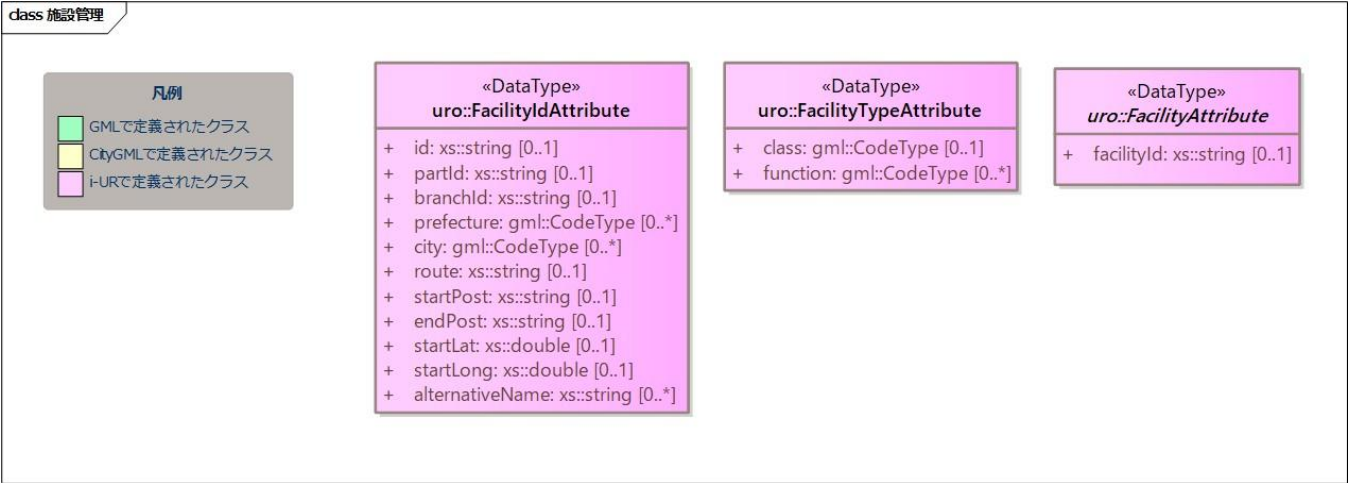 class 施設管理
凡例
GMLで定義されたクラス
CityGMLで定義されたクラス
i-URで定義されたクラス
«DataType»
uro::FacilityIdAttribute
+ id: xs::string [0..1]
+ partId: xs::string [0..1]
+ branchId: xs::string [0..1]
+ prefecture: gml::CodeType [0..*]
+ city: gml::CodeType [0..*]
+ route: xs::string [0..1]
+ startPost: xs::string [0..1]
+ endPost: xs::string [0..1]
+ startLat: xs::double [0..1]
+ startLong: xs::double [0..1]
+ alternativeName: xs::string [0..*]
«DataType»
uro::FacilityTypeAttribute
+ class: gml::CodeType [0..1]
+ function: gml::CodeType [0..*]
«DataType»
uro::FacilityAttribute
+ facilityId: xs::string [0..1]